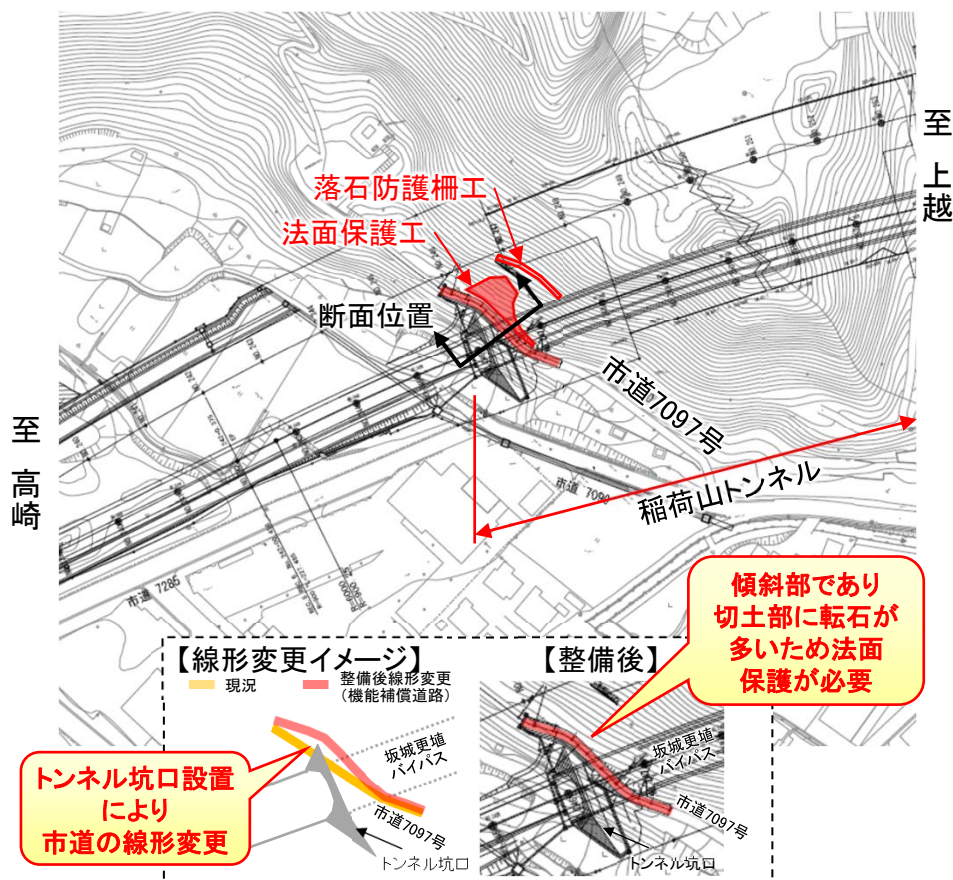 至 上越
落石防護柵工
法面保護工
断面位置
至 高崎
市道7097号
稲荷山トンネル
市道 7090
市道 7285
傾斜部であり
切土部に転石が
多いため法面
保護が必要
【線形変更イメージ】
現況
整備後線形変更
（機能補償道路）
坂城更埴
バイパス
市道7097号
トンネル坑口
トンネル坑口設置
により
市道の線形変更
【整備後】
坂城更埴
バイパス
市道7097号
トンネル坑口